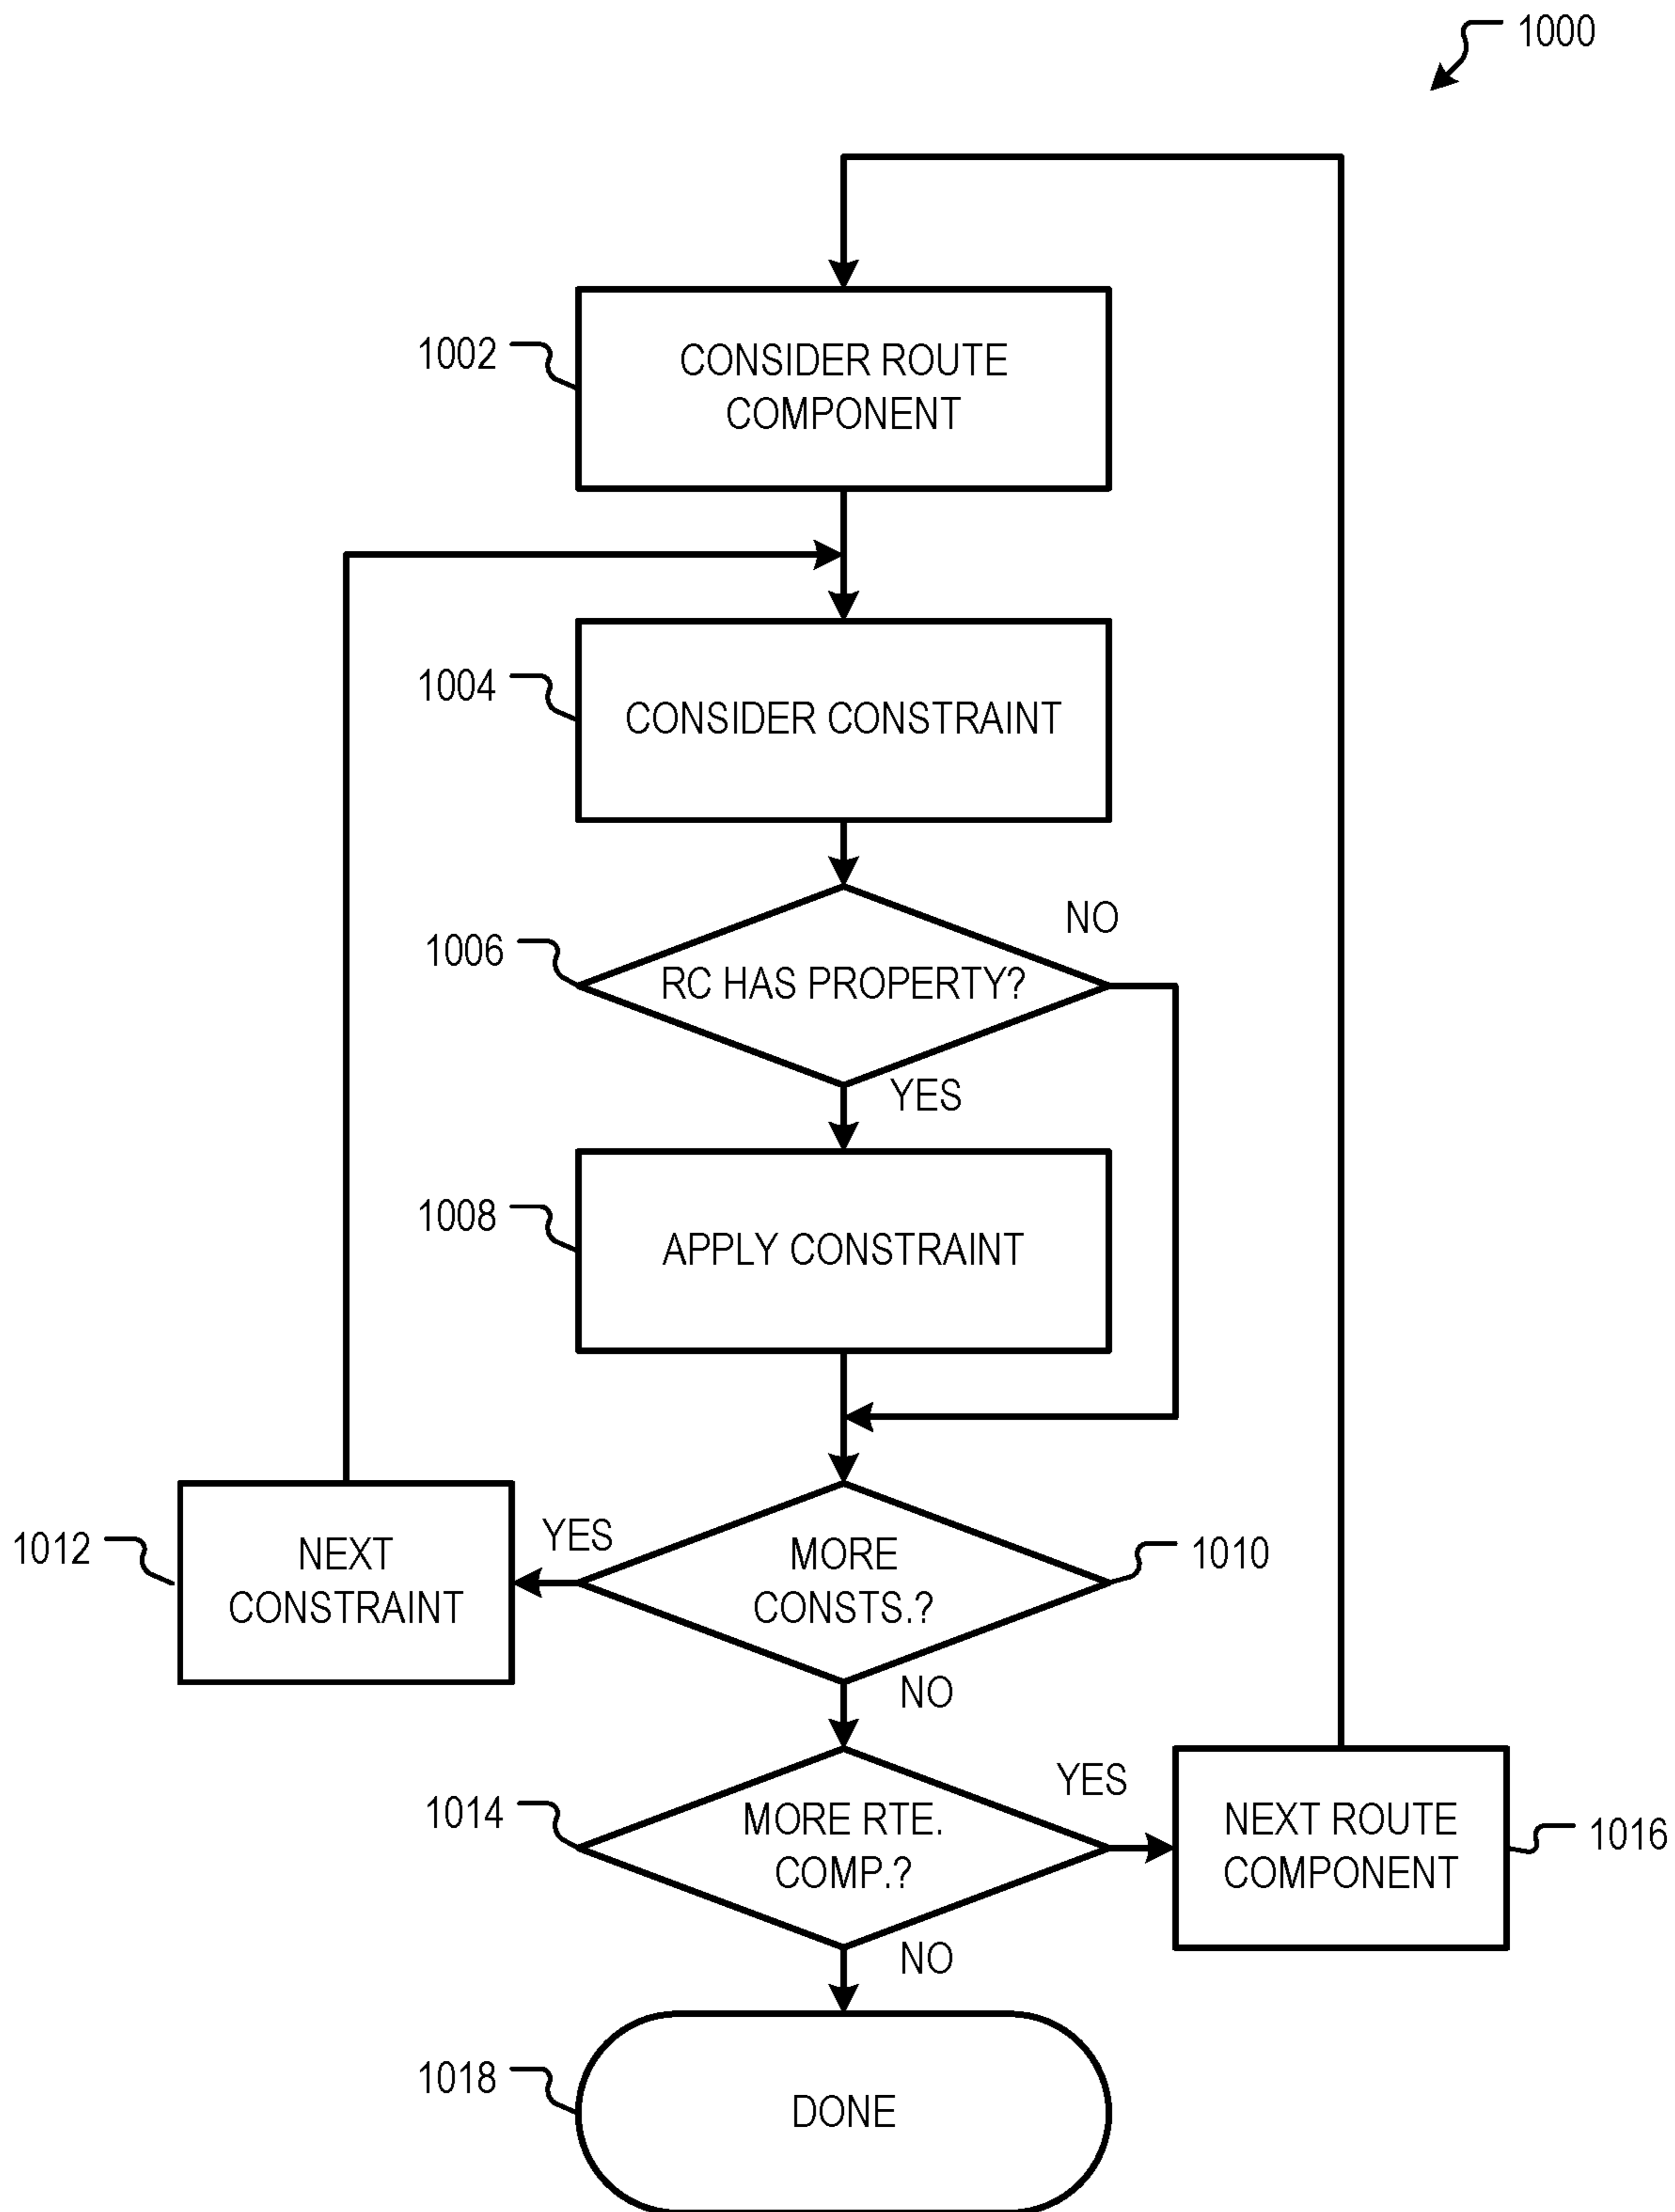 1000
1002
CONSIDER ROUTE
COMPONENT
1004
CONSIDER CONSTRAINT
NO
1006
RC HAS PROPERTY?
YES
1008
APPLY CONSTRAINT
1012
NEXT
CONSTRAINT
YES
MORE
CONSTS.?
1010
NO
1014
MORE RTE.
COMP.?
YES
NEXT ROUTE
COMPONENT
1016
NO
1018
DONE